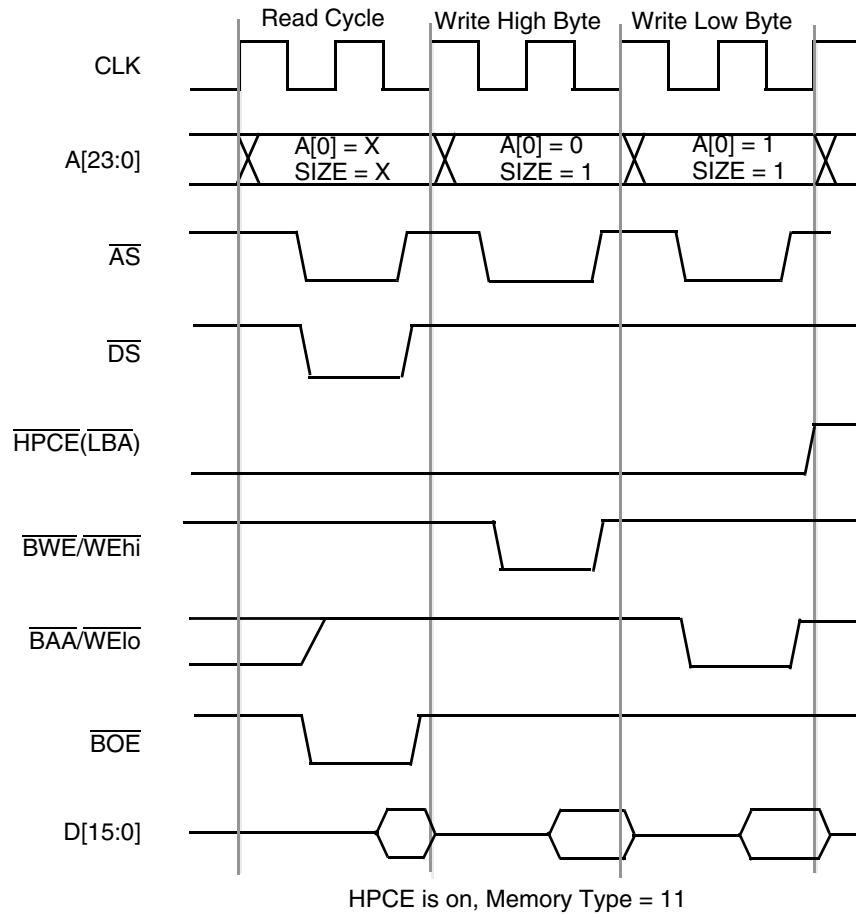 Read Cycle Write High Byte Write Low Byte
CLK
A[23:0]
A[0] = X
SIZE = X
A[0] = 0
SIZE = 1
A[0] = 1
SIZE = 1
AS
DS
HPCE(LBA)
BWE/WEhi
BAA/WElo
BOE
D[15:0]
HPCE is on, Memory Type = 11